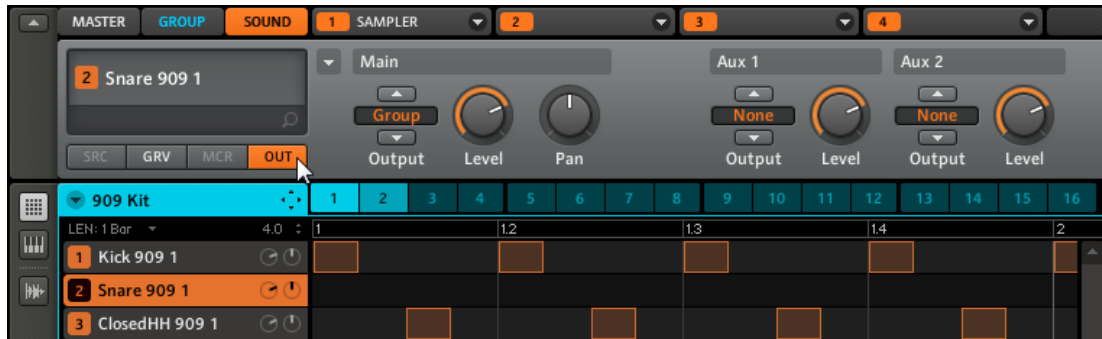 MASTER GROUP SOUND 1 SAMPLER 2 3 4
2 Snare 909 1
Main Aux 1 Aux 2
Group None None
Output Level Pan Output Level Output Level
SRC GRV MCR OUT
909 Kit 1 2 3 4 5 6 7 8 9 10 11 12 13 14 15 16
LEN: 1 Bar 4.0 1 1.2 1.3 1.4 2
1 Kick 909 1
2 Snare 909 1
3 ClosedHH 909 1